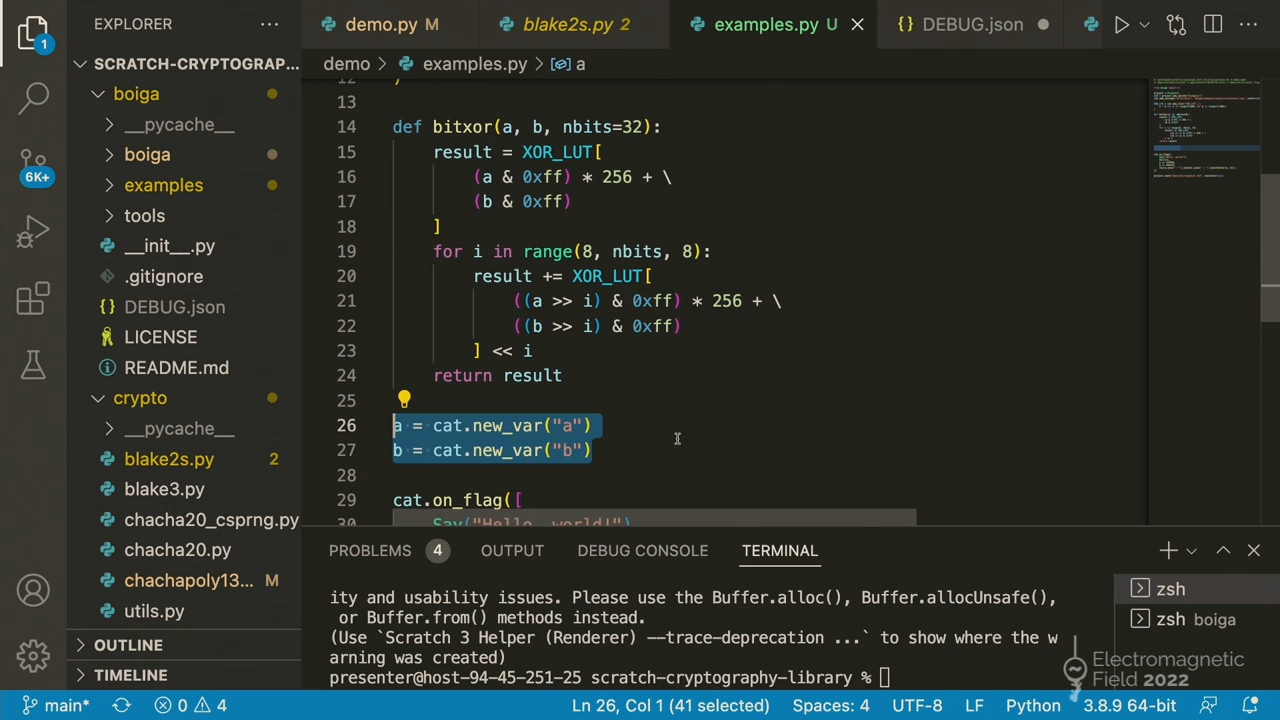 EXPLORER
demo.py M
blake2s.py 2
examples.py U
{} DEBUG.json
demo > examples.py > a
1
6K+
SCRATCH-CRYPTOGRAP...
boiga
__pycache__
boiga
examples
tools
__init__.py
.gitignore
{} DEBUG.json
LICENSE
README.md
crypto
__pycache__
blake2s.py 2
blake3.py
chacha20_csprng.py
chacha20.py
chachapoly13... M
utils.py
OUTLINE
TIMELINE
12 )
13
14 def bitxor(a, b, nbits=32):
15 result = XOR_LUT[
16 (a & 0xff) * 256 + \
17 (b & 0xff)
18 ]
19 for i in range(8, nbits, 8):
20 result += XOR_LUT[
21 ((a >> i) & 0xff) * 256 + \
22 ((b >> i) & 0xff)
23 ] << i
24 return result
25
26 a = cat.new_var("a")
27 b = cat.new_var("b")
28
29 cat.on_flag([
30 Say("Hello, world!")
PROBLEMS 4 OUTPUT DEBUG CONSOLE TERMINAL
ity and usability issues. Please use the Buffer.alloc(), Buffer.allocUnsafe(),
or Buffer.from() methods instead.
(Use `Scratch 3 Helper (Renderer) --trace-deprecation ...` to show where the w
arning was created)
presenter@host-94-45-251-25 scratch-cryptography-library %
zsh
zsh boiga
Electromagnetic
Field 2022
main* 0 4 Ln 26, Col 1 (41 selected) Spaces: 4 UTF-8 LF Python 3.8.9 64-bit